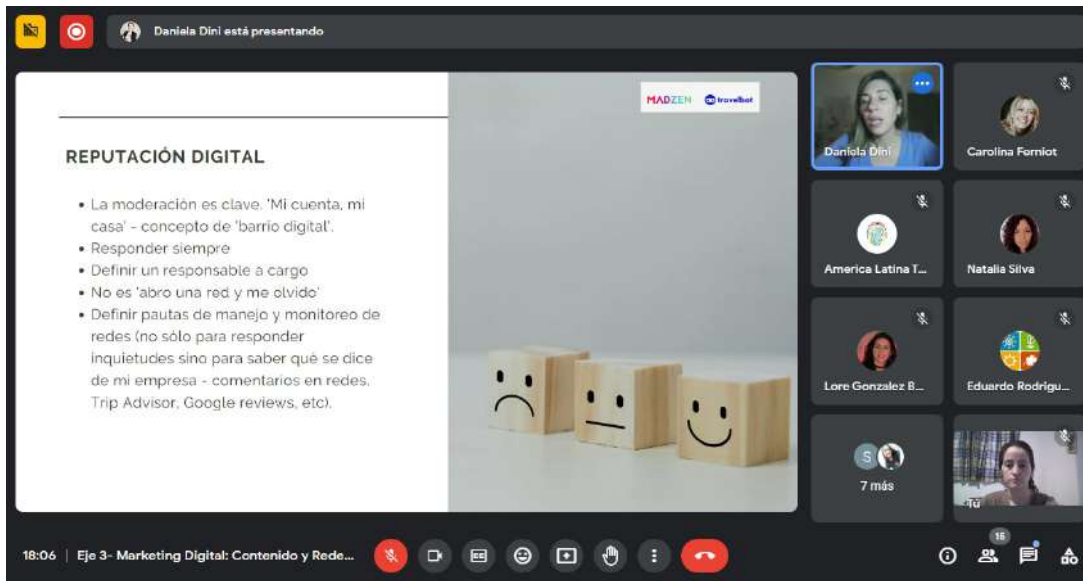 Daniela Dini está presentando
MADZEN travelbot
REPUTACIÓN DIGITAL
• La moderación es clave. 'Mi cuenta, mi
casa' - concepto de 'barrio digital'.
• Responder siempre
• Definir un responsable a cargo
• No es 'abro una red y me olvido'
• Definir pautas de manejo y monitoreo de
redes (no sólo para responder
inquietudes sino para saber qué se dice
de mi empresa - comentarios en redes,
Trip Advisor, Google reviews, etc).
Daniela Dini
Carolina Forniot
America Latina T...
Natalia Silva
Lore Gonzalez B...
Eduardo Rodrigu...
S
7 más
Tú
18:06 | Eje 3- Marketing Digital: Contenido y Rede...
16